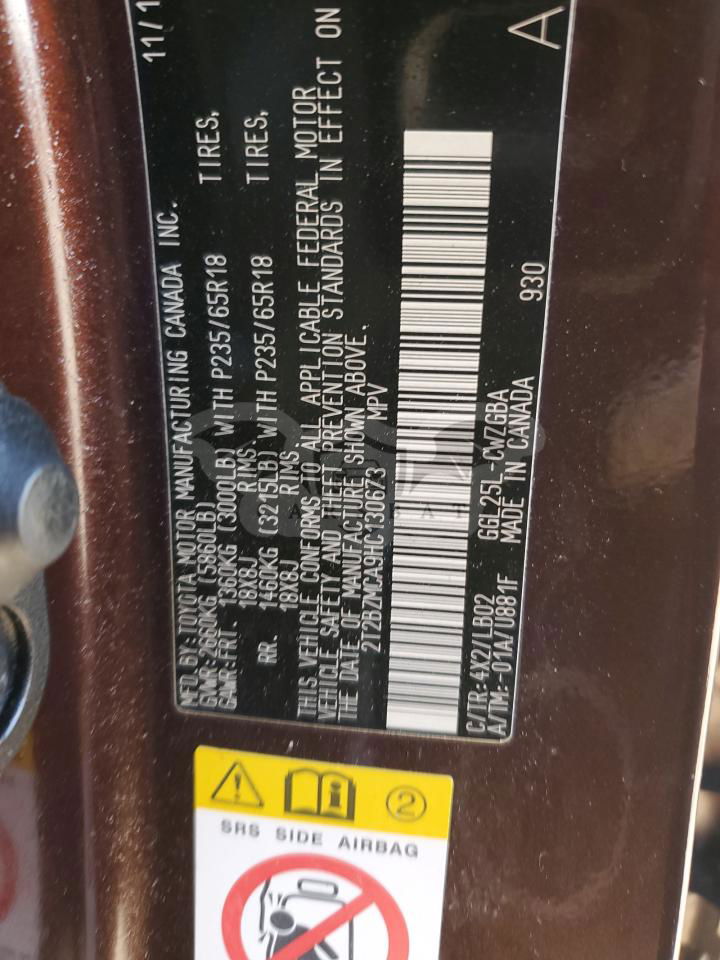 MFD. BY: TOYOTA MOTOR MANUFACTURING CANADA INC. 11/1
GVWR: 2660KG (5860LB)
GAWR: FRT- 1360KG (3000LB) WITH P235/65R18 TIRES,
18X8J RIMS.
RR. 1460KG (3215LB) WITH P235/65R18 TIRES,
18X8J RIMS
THIS VEHICLE CONFORMS TO ALL APPLICABLE FEDERAL MOTOR
VEHICLE SAFETY AND THEFT PREVENTION STANDARDS IN EFFECT ON
THE DATE OF MANUFACTURE SHOWN ABOVE.
2T2BZMCA9HC130673 MPV
C/TR: 4X2/LB02 GGL25L-CWZGBA 930
A/TM: -01A/U881F MADE IN CANADA
A
2
SRS SIDE AIRBAG